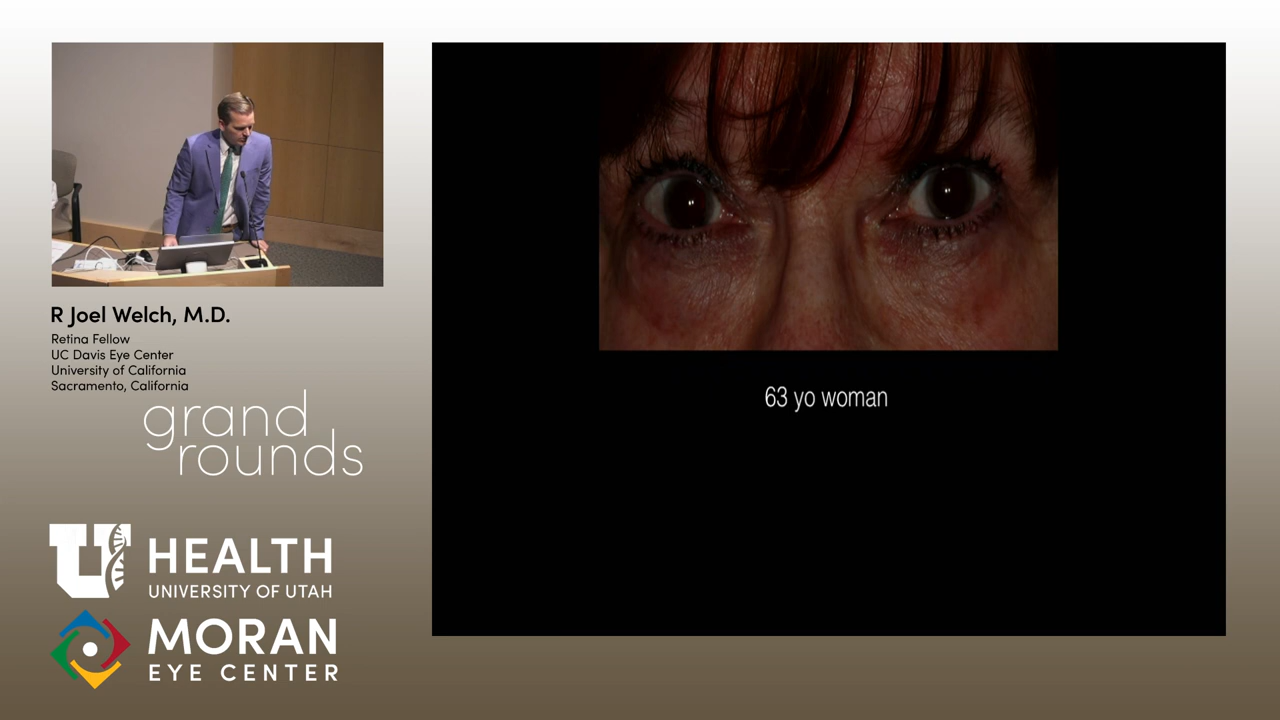 R Joel Welch, M.D.
Retina Fellow
UC Davis Eye Center
University of California
Sacramento, California
grand
rounds
U HEALTH
UNIVERSITY OF UTAH
MORAN
EYE CENTER
63 yo woman